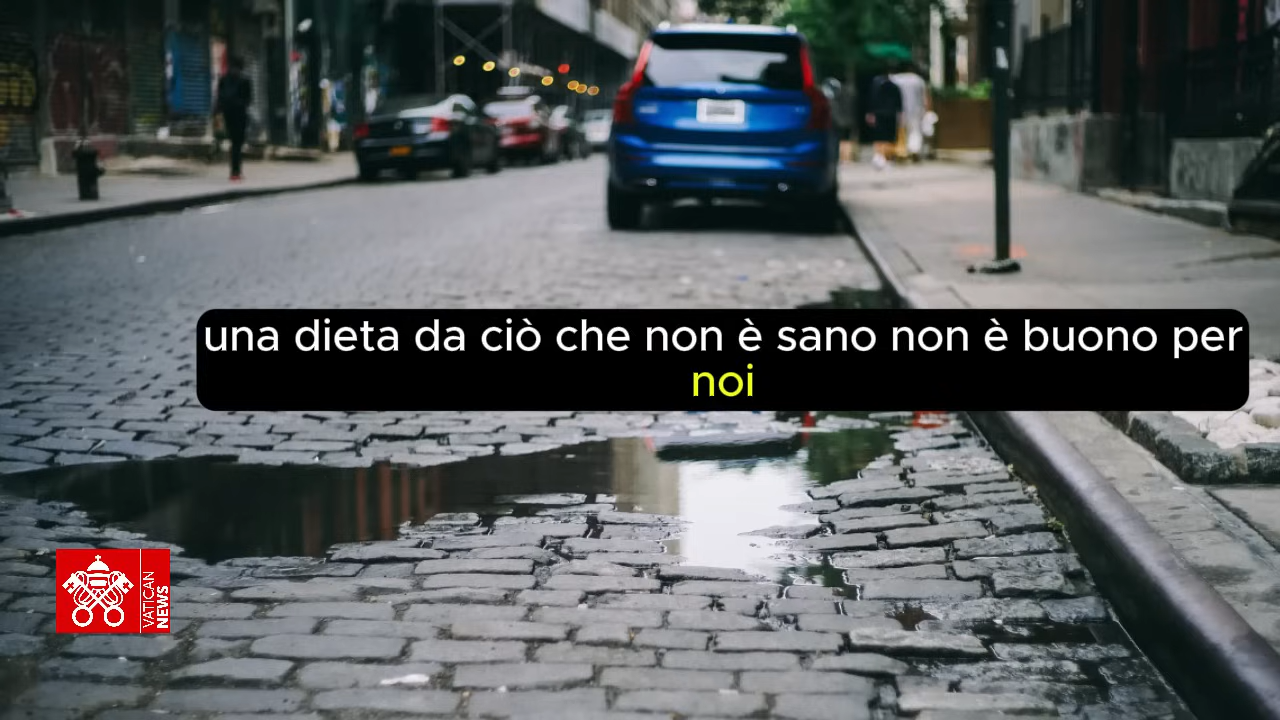 una dieta da ciò che non è sano non è buono per
noi
VATICAN
NEWS